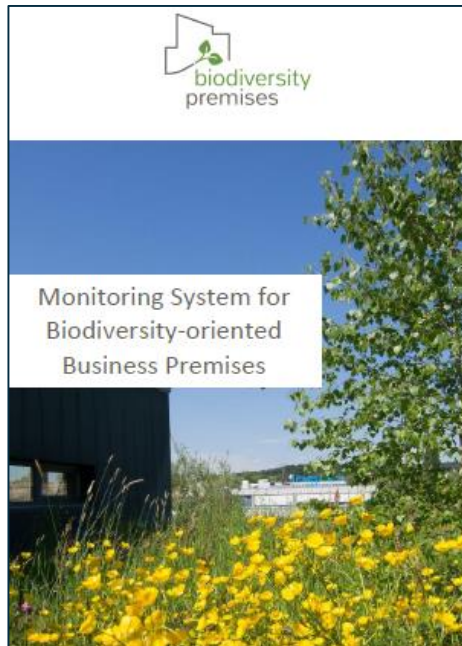 biodiversity
premises
Monitoring System for
Biodiversity-oriented
Business Premises